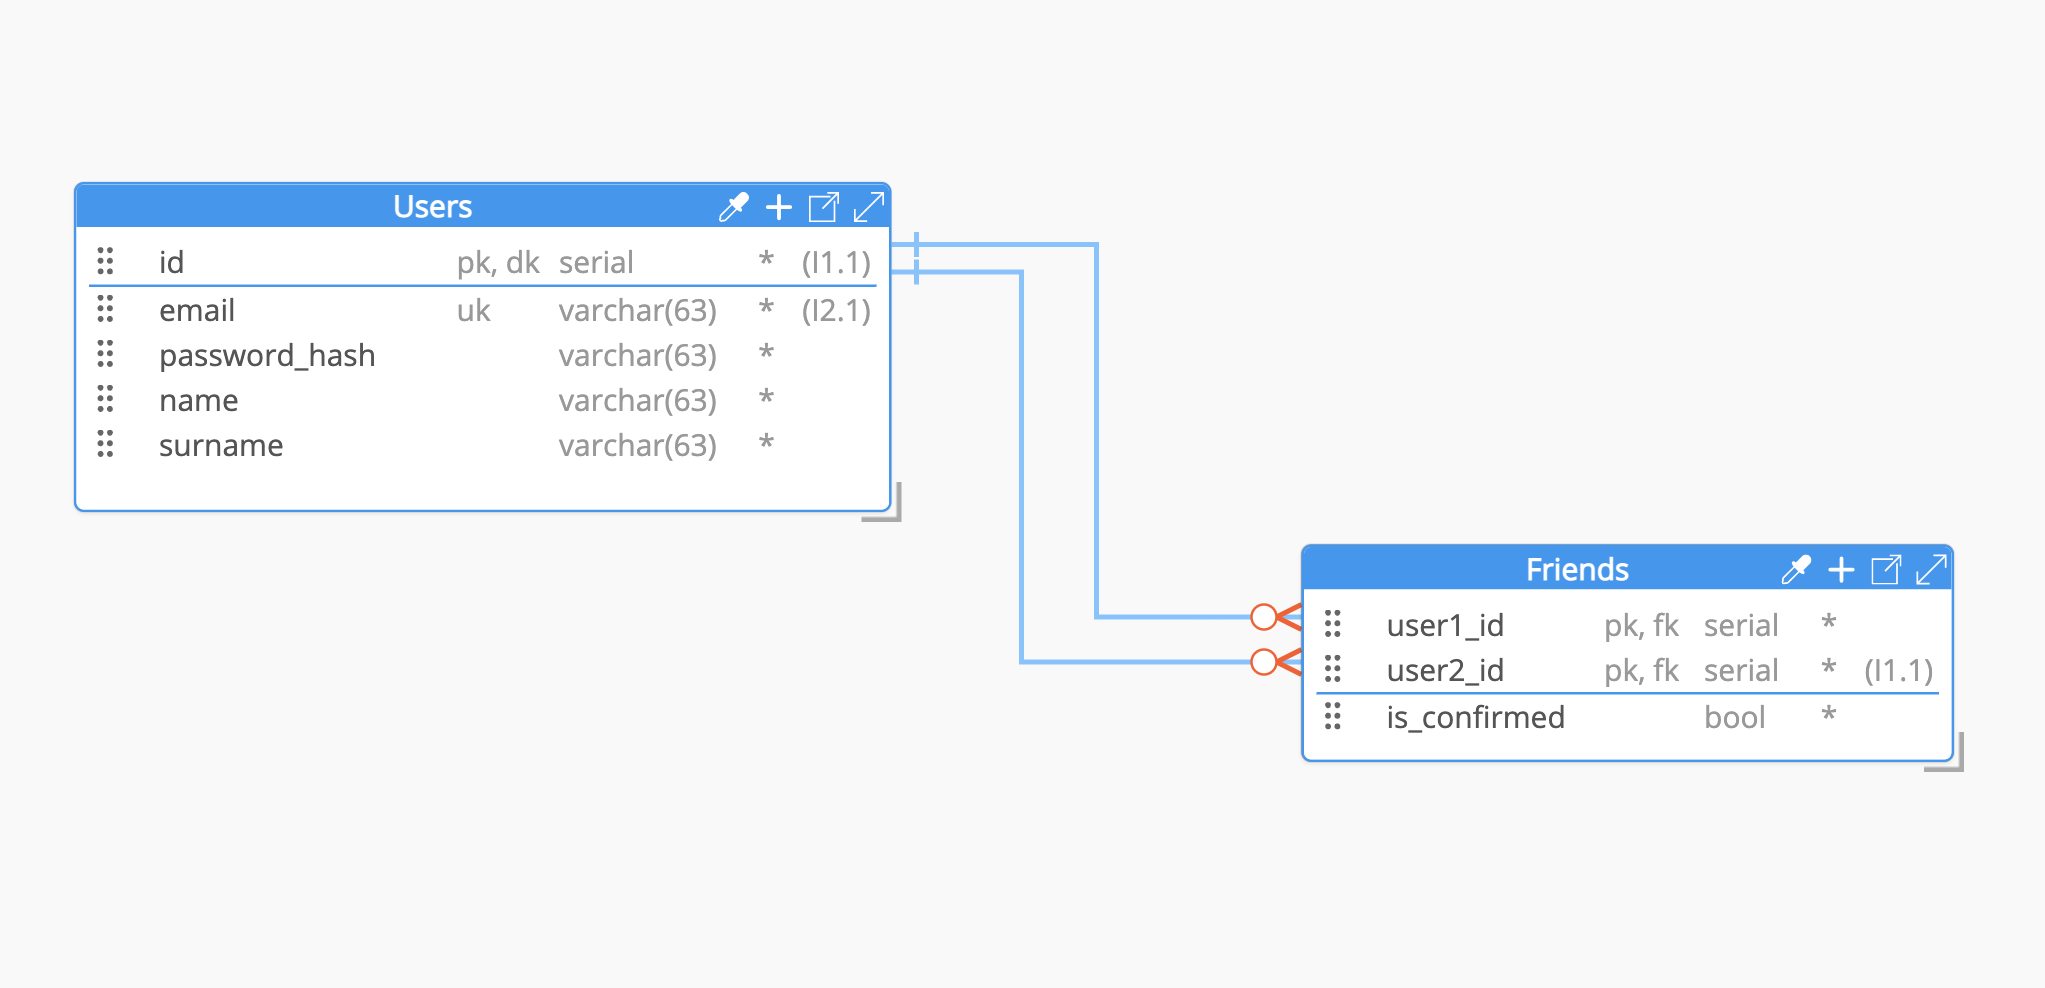 Users
id pk, dk serial * (I1.1)
email uk varchar(63) * (I2.1)
password_hash varchar(63) *
name varchar(63) *
surname varchar(63) *
Friends
user1_id pk, fk serial *
user2_id pk, fk serial * (I1.1)
is_confirmed bool *